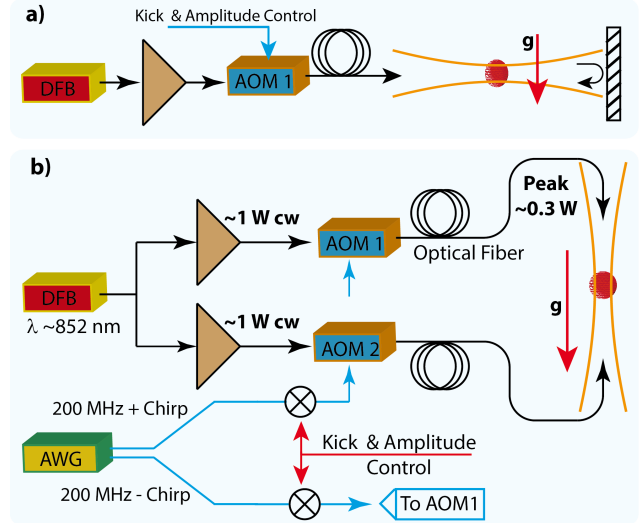 a)
Kick & Amplitude Control
DFB
AOM 1
g
b)
~1 W cw
AOM 1
Optical Fiber
Peak
~0.3 W
DFB
λ ~852 nm
g
~1 W cw
AOM 2
200 MHz + Chirp
AWG
Kick & Amplitude
Control
200 MHz - Chirp
To AOM1